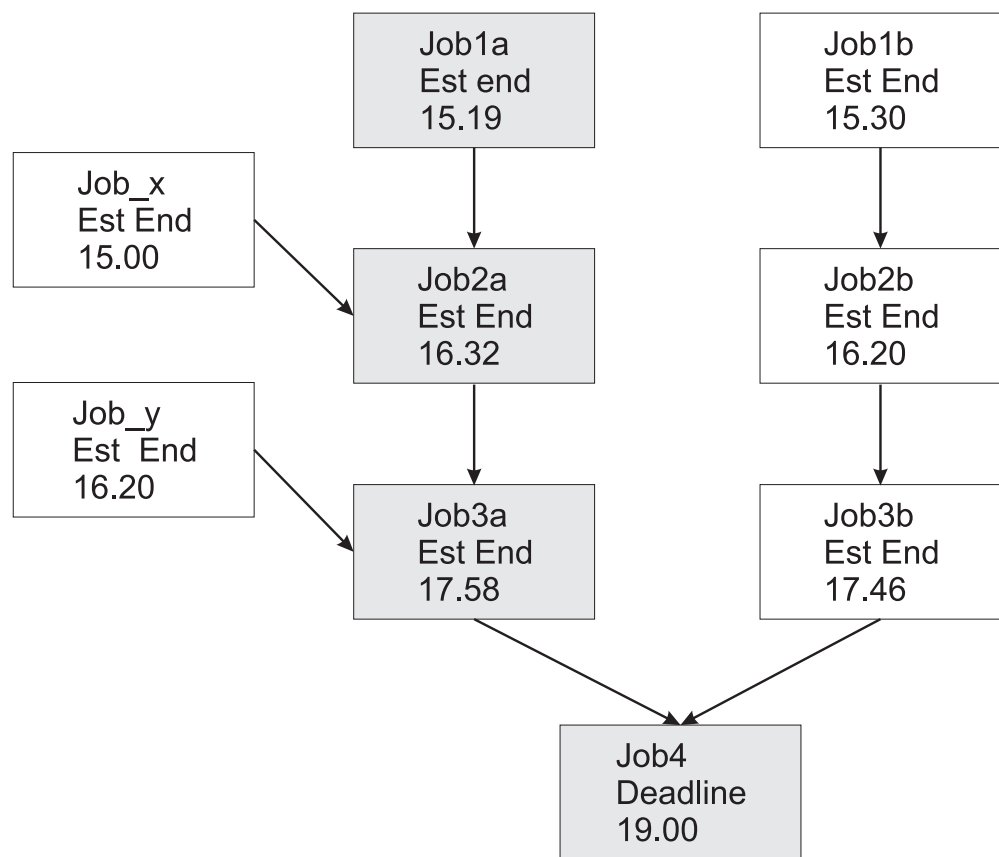 Job1a
Est end
15.19
Job1b
Est End
15.30
Job_x
Est End
15.00
Job2a
Est End
16.32
Job2b
Est End
16.20
Job_y
Est  End
16.20
Job3a
Est End
17.58
Job3b
Est End
17.46
Job4
Deadline
19.00